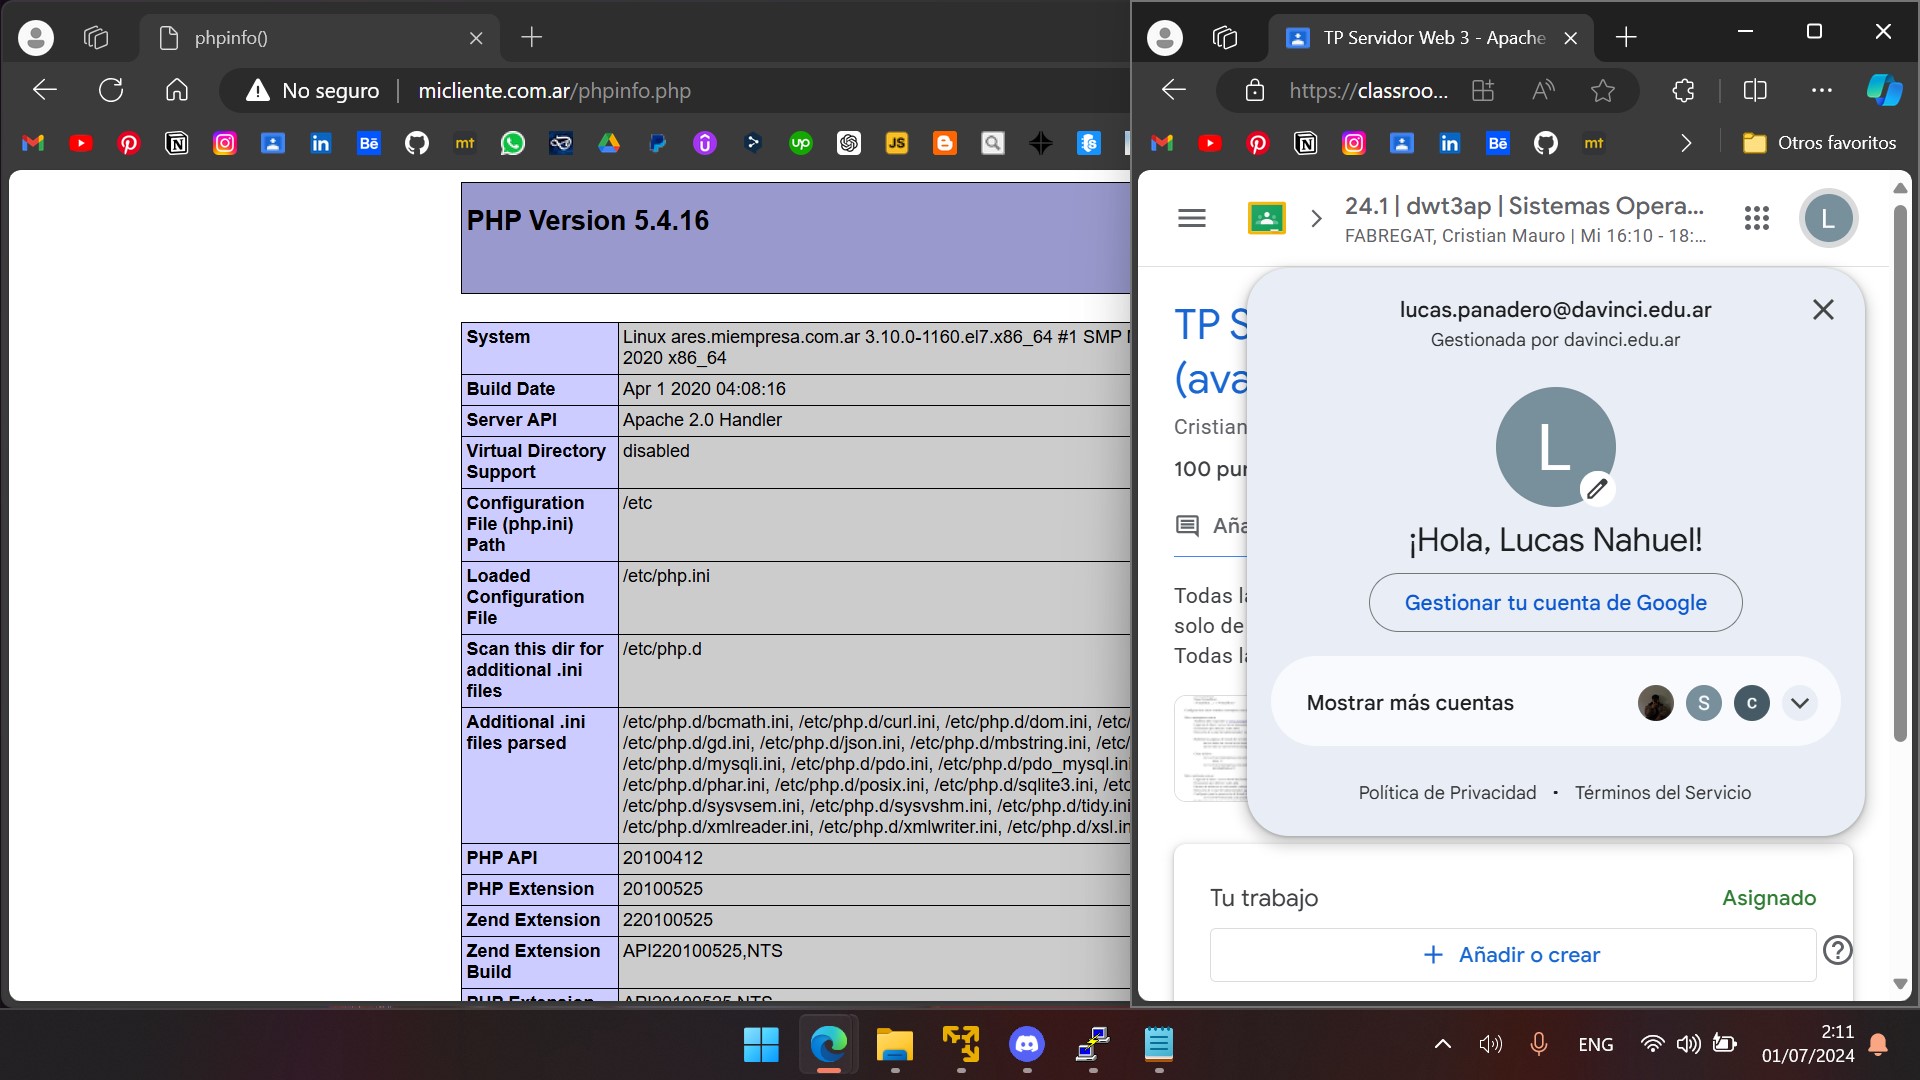 phpinfo()
No seguro
micliente.com.ar/phpinfo.php
PHP Version 5.4.16
System
Linux ares.miempresa.com.ar 3.10.0-1160.el7.x86_64 #1 SMP
2020 x86_64
Build Date
Apr 1 2020 04:08:16
Server API
Apache 2.0 Handler
Virtual Directory
Support
disabled
Configuration
File (php.ini)
Path
/etc
Loaded
Configuration
File
/etc/php.ini
Scan this dir for
additional .ini
files
/etc/php.d
Additional .ini
files parsed
/etc/php.d/bcmath.ini, /etc/php.d/curl.ini, /etc/php.d/dom.ini, /etc/
/etc/php.d/gd.ini, /etc/php.d/json.ini, /etc/php.d/mbstring.ini, /etc/
/etc/php.d/mysqli.ini, /etc/php.d/pdo.ini, /etc/php.d/pdo_mysql.ini
/etc/php.d/phar.ini, /etc/php.d/posix.ini, /etc/php.d/sqlite3.ini, /etc
/etc/php.d/sysvsem.ini, /etc/php.d/sysvshm.ini, /etc/php.d/tidy.ini
/etc/php.d/xmlreader.ini, /etc/php.d/xmlwriter.ini, /etc/php.d/xsl.in
PHP API
20100412
PHP Extension
20100525
Zend Extension
220100525
Zend Extension
Build
API220100525,NTS
PHP Extension
API20100525,NTS
TP Servidor Web 3 - Apache
https://classroo...
mt
Otros favoritos
24.1 | dwt3ap | Sistemas Opera...
FABREGAT, Cristian Mauro | Mi 16:10 - 18:...
L
TP S
(ava
Cristian
100 pun
Aña
Todas la
solo de
Todas la
lucas.panadero@davinci.edu.ar
Gestionada por davinci.edu.ar
L
¡Hola, Lucas Nahuel!
Gestionar tu cuenta de Google
Mostrar más cuentas
S
c
Política de Privacidad • Términos del Servicio
Tu trabajo
Asignado
+ Añadir o crear
ENG
2:11
01/07/2024